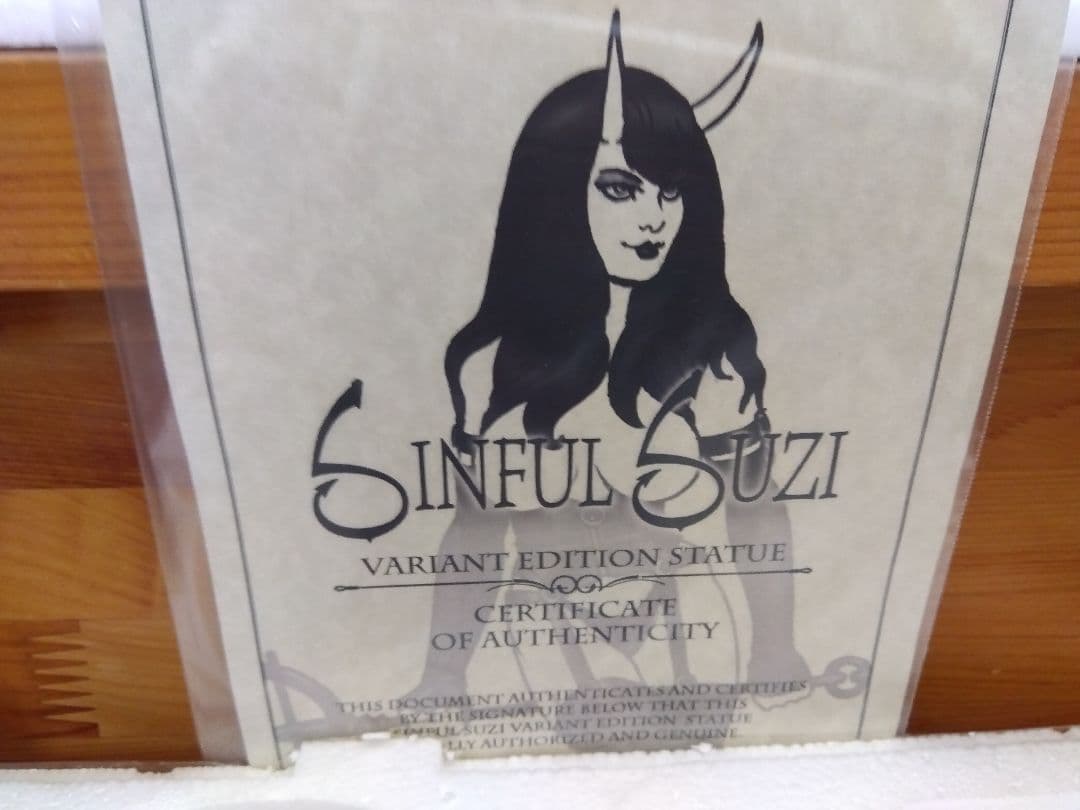 SINFUL SUZI
VARIANT EDITION STATUE
CERTIFICATE
OF AUTHENTICITY
THIS DOCUMENT AUTHENTICATES AND CERTIFIES
BY THE SIGNATURE BELOW THAT THIS
SINFUL SUZI VARIANT EDITION STATUE
AUTHORIZED AND GENUINE.